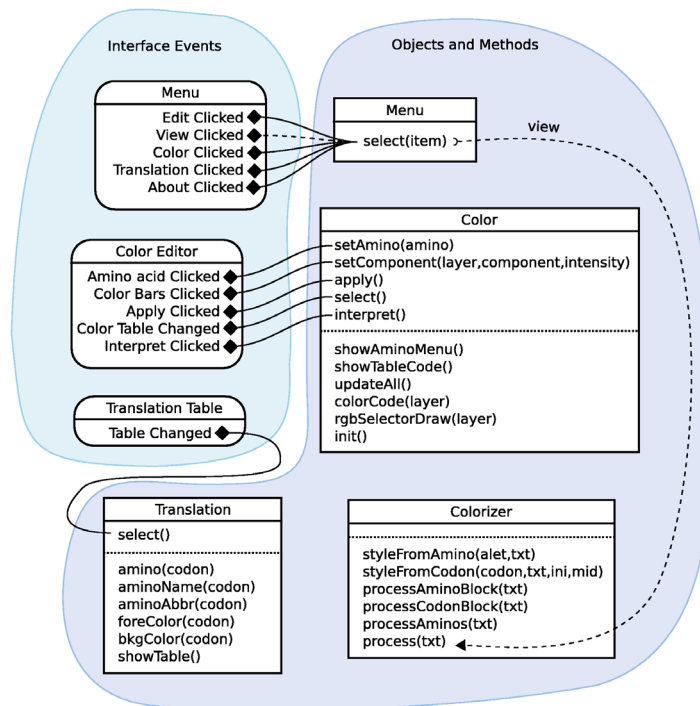 Interface Events
Objects and Methods
Menu
Edit Clicked
View Clicked
Color Clicked
Translation Clicked
About Clicked
Menu
select(item)
view
Color Editor
Amino acid Clicked
Color Bars Clicked
Apply Clicked
Color Table Changed
Interpret Clicked
Color
setAmino(amino)
setComponent(layer,component,intensity)
apply()
select()
interpret()
showAminoMenu()
showTableCode()
updateAll()
colorCode(layer)
rgbSelectorDraw(layer)
init()
Translation Table
Table Changed
Translation
select()
amino(codon)
aminoName(codon)
aminoAbbr(codon)
foreColor(codon)
bkgColor(codon)
showTable()
Colorizer
styleFromAmino(alet,txt)
styleFromCodon(codon,txt,ini,mid)
processAminoBlock(txt)
processCodonBlock(txt)
processAminos(txt)
process(txt)